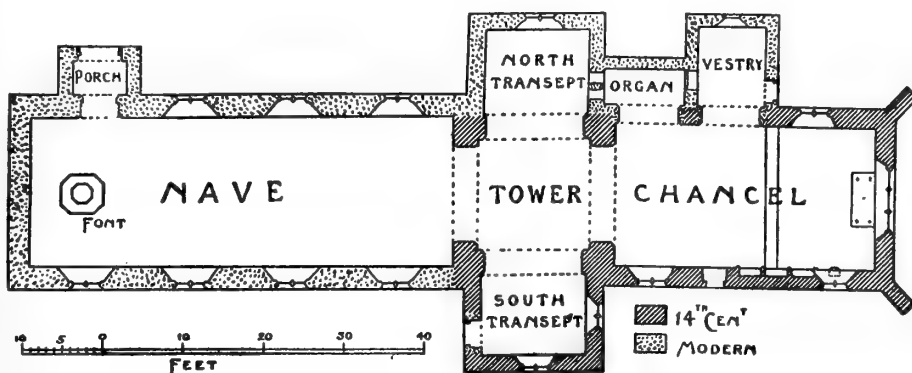 PORCH
NORTH
TRANSEPT
ORGAN
VESTRY
NAVE
FONT
TOWER
CHANCEL
SOUTH
TRANSEPT
14TH CENT
MODERN
10 5 0 10 20 30 40
FEET